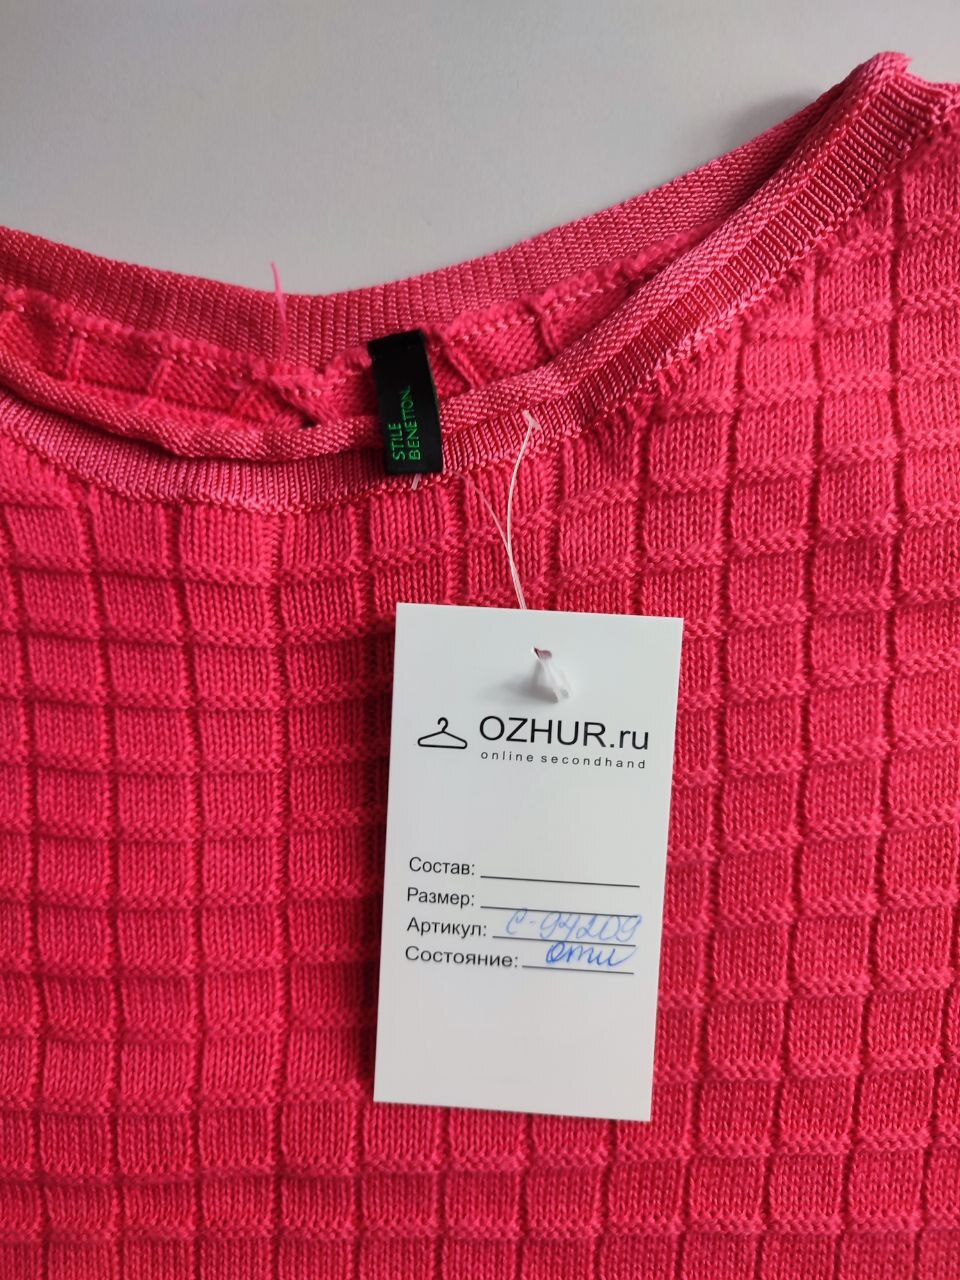 STILE
BENETTON.
OZHUR.ru
online secondhand
Состав:
Размер:
Артикул: С-94209
Состояние: отл